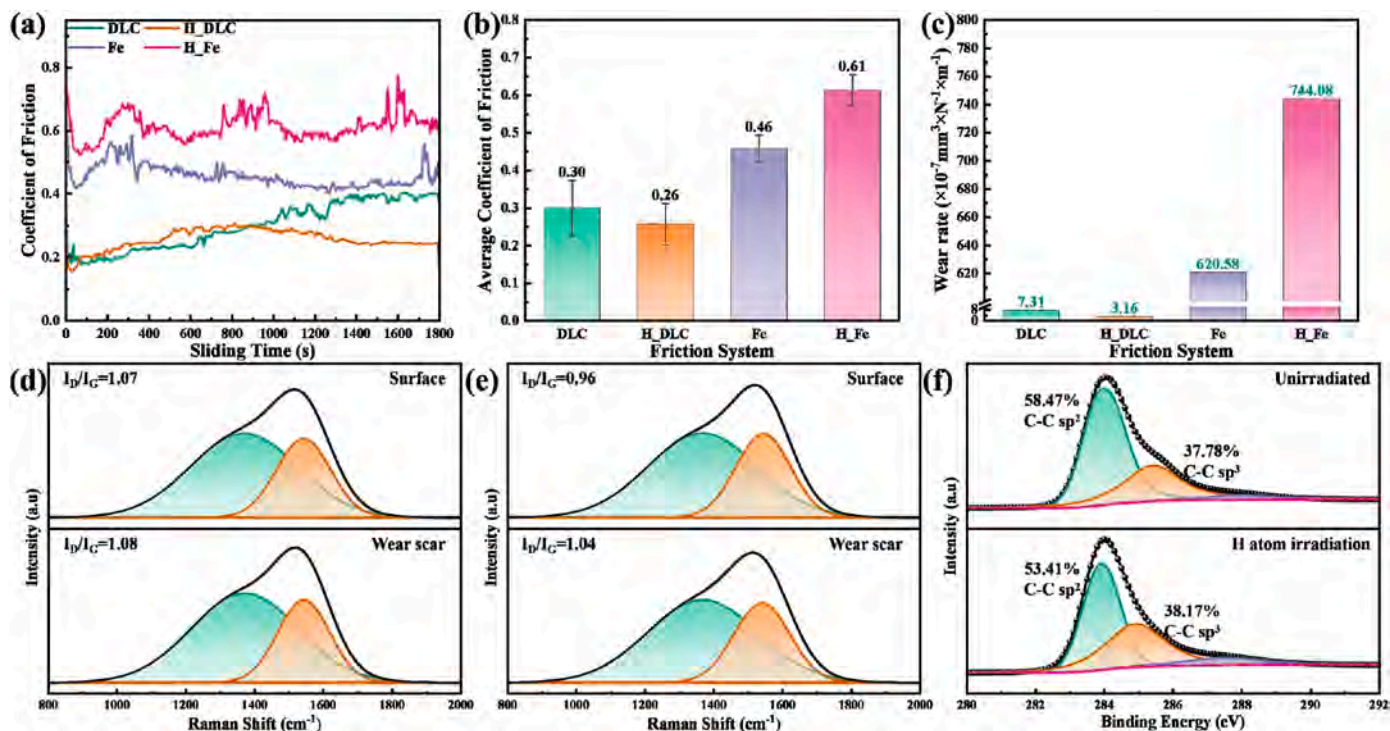 (a)
DLC
H_DLC
Fe
H_Fe
Coefficient of Friction
0.8
0.6
0.4
0.2
0.0
0 200 400 600 800 1000 1200 1400 1600 1800
Sliding Time (s)
(b)
Average Coefficient of Friction
0.8
0.7
0.6
0.5
0.4
0.3
0.2
0.1
0.0
0.30
0.26
0.46
0.61
DLC H_DLC Fe H_Fe
Friction System
(c)
Wear rate (×10⁻⁷mm³×N⁻¹×m⁻¹)
800
780
760
740
720
700
680
660
640
620
8
0
7.31
3.16
620.58
744.08
DLC H_DLC Fe H_Fe
Friction System
(d)
I_D/I_G=1.07
Surface
I_D/I_G=1.08
Wear scar
Intensity (a.u)
800 1000 1200 1400 1600 1800 2000
Raman Shift (cm⁻¹)
(e)
I_D/I_G=0,96
Surface
I_D/I_G=1.04
Wear scar
Intensity (a.u)
800 1000 1200 1400 1600 1800 2000
Raman Shift (cm⁻¹)
(f)
Unirradiated
58.47%
C-C sp²
37.78%
C-C sp³
H atom irradiation
53.41%
C-C sp²
38.17%
C-C sp³
Intensity (a.u)
280 282 284 286 288 290 292
Binding Energy (eV)